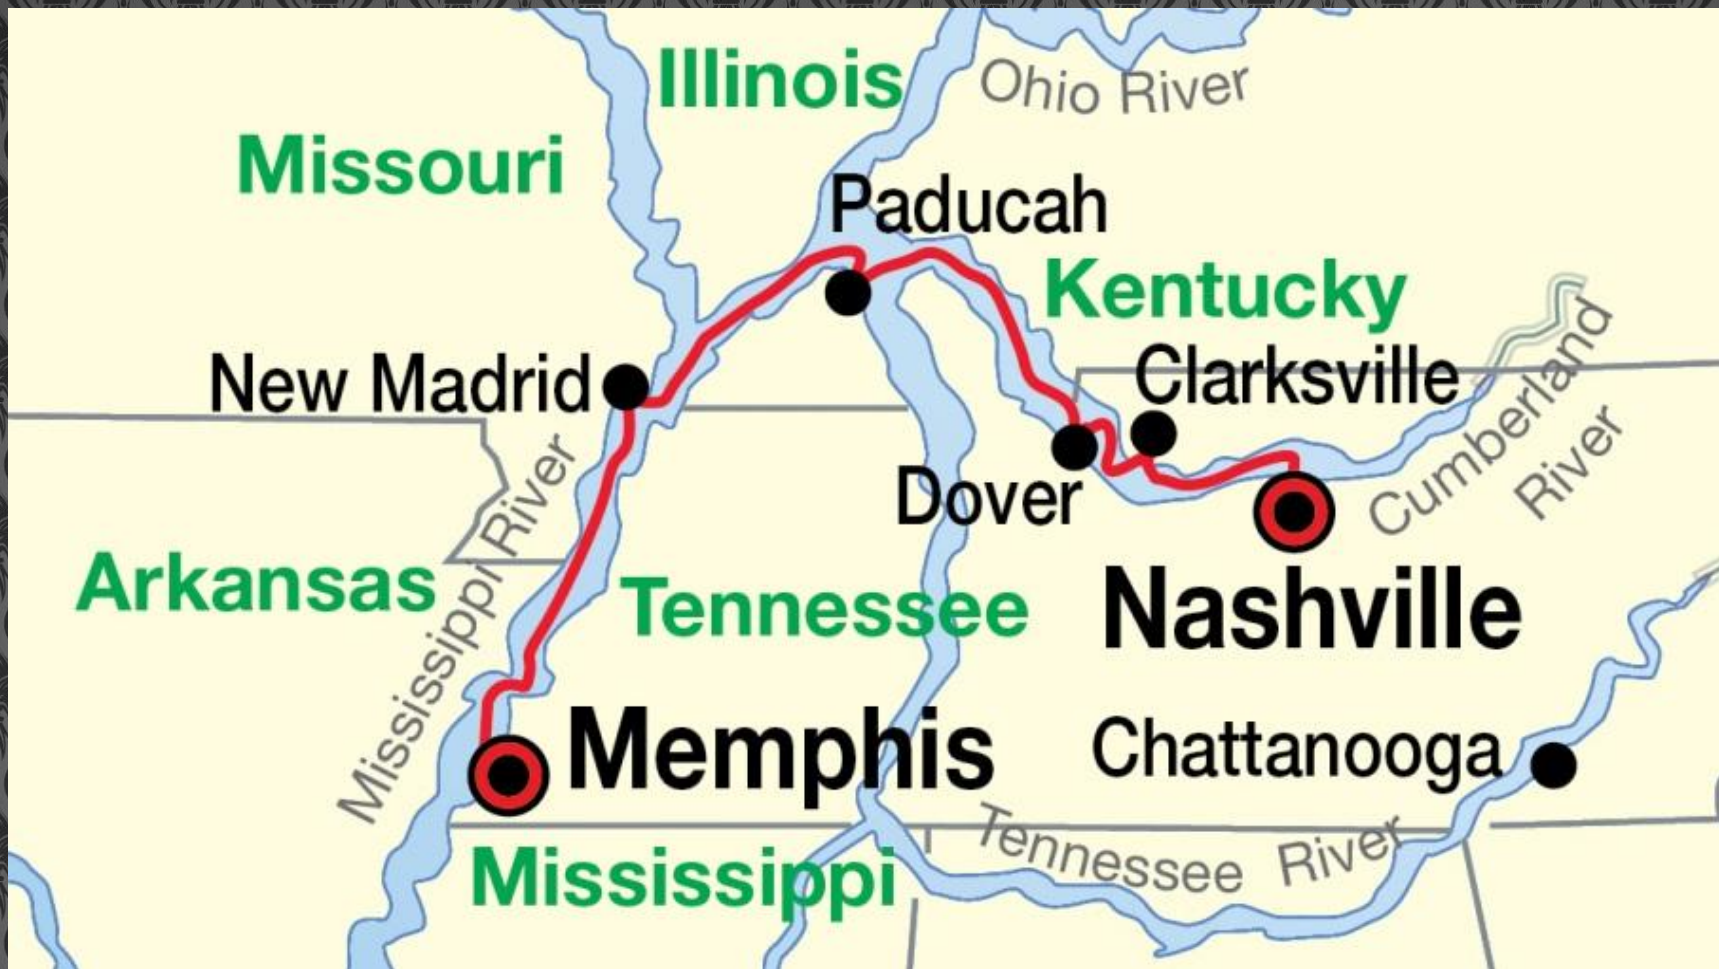 Illinois
Ohio River
Missouri
Paducah
Kentucky
New Madrid
Clarksville
Cumberland
River
Mississippi River
Dover
Arkansas
Tennessee
Nashville
Memphis
Chattanooga
Tennessee River
Mississippi